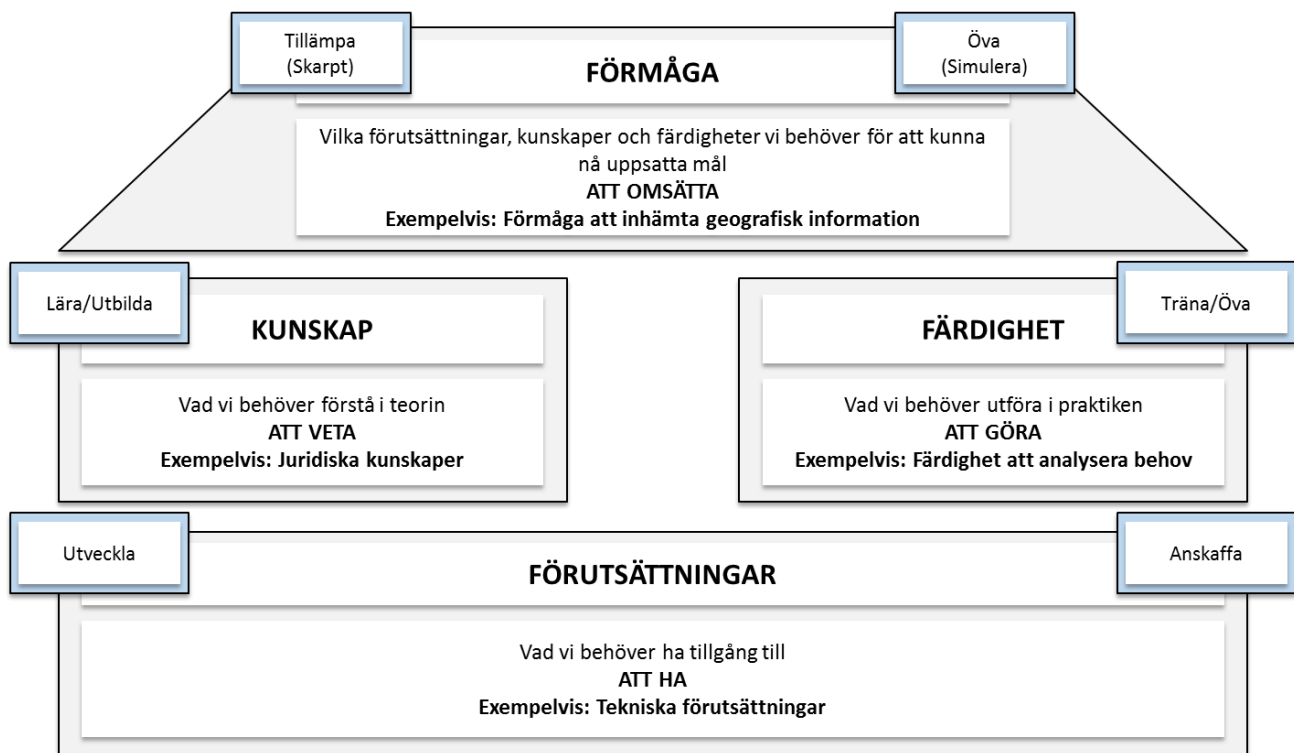 Tillämpa
(Skarpt)
Öva
(Simulera)
FÖRMÅGA
Vilka förutsättningar, kunskaper och färdigheter vi behöver för att kunna
nå uppsatta mål
ATT OMSÄTTA
Exempelvis: Förmåga att inhämta geografisk information
Lära/Utbilda
KUNSKAP
Vad vi behöver förstå i teorin
ATT VETA
Exempelvis: Juridiska kunskaper
Träna/Öva
FÄRDIGHET
Vad vi behöver utföra i praktiken
ATT GÖRA
Exempelvis: Färdighet att analysera behov
Utveckla
Anskaffa
FÖRUTSÄTTNINGAR
Vad vi behöver ha tillgång till
ATT HA
Exempelvis: Tekniska förutsättningar